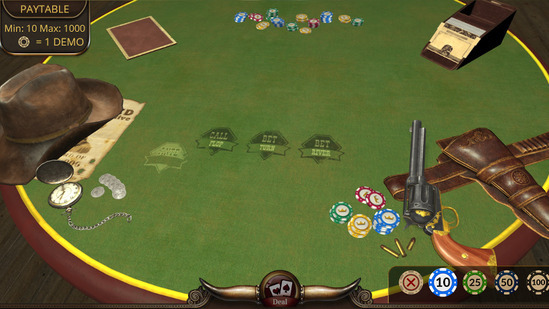 PAYTABLE
Min: 10 Max: 1000
= 1 DEMO
CALL
FLOP
BET
TURN
BET
RIVER
Deal
10
25
50
100